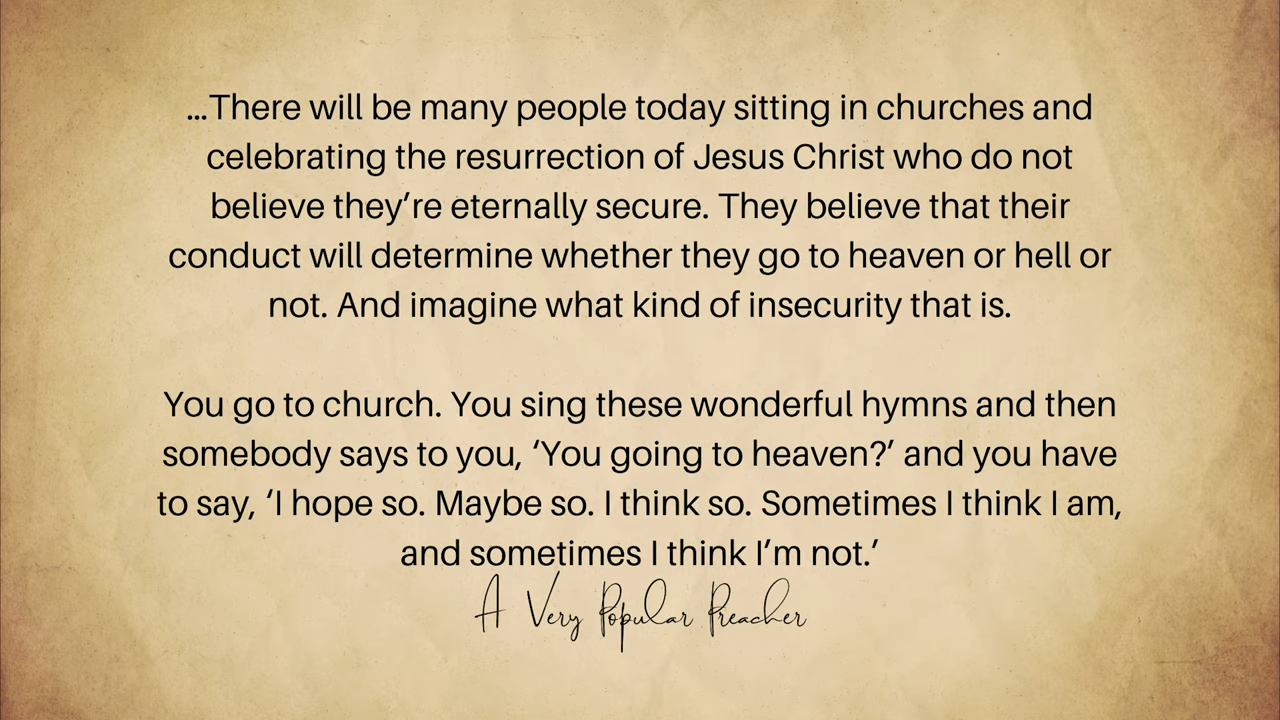 ...There will be many people today sitting in churches and
celebrating the resurrection of Jesus Christ who do not
believe they’re eternally secure. They believe that their
conduct will determine whether they go to heaven or hell or
not. And imagine what kind of insecurity that is.
You go to church. You sing these wonderful hymns and then
somebody says to you, ‘You going to heaven?’ and you have
to say, ‘I hope so. Maybe so. I think so. Sometimes I think I am,
and sometimes I think I’m not.’
A Very Popular Preacher